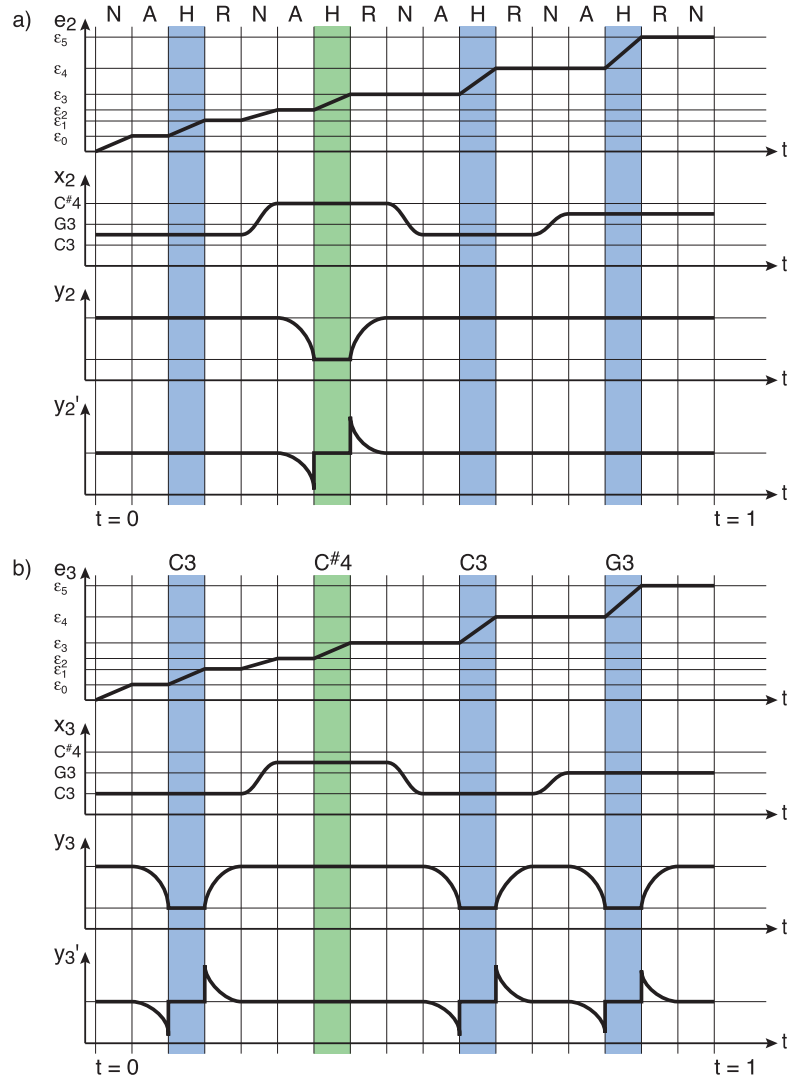 a) e2 N A H R N A H R N A H R N A H R N
ε5
ε4
ε3
ε2
ε1
ε0
t
x2
C#4
G3
C3
t
y2
t
y2'
t
t = 0 t = 1
b) e3 C3 C#4 C3 G3
ε5
ε4
ε3
ε2
ε1
ε0
t
x3
C#4
G3
C3
t
y3
t
y3'
t
t = 0 t = 1